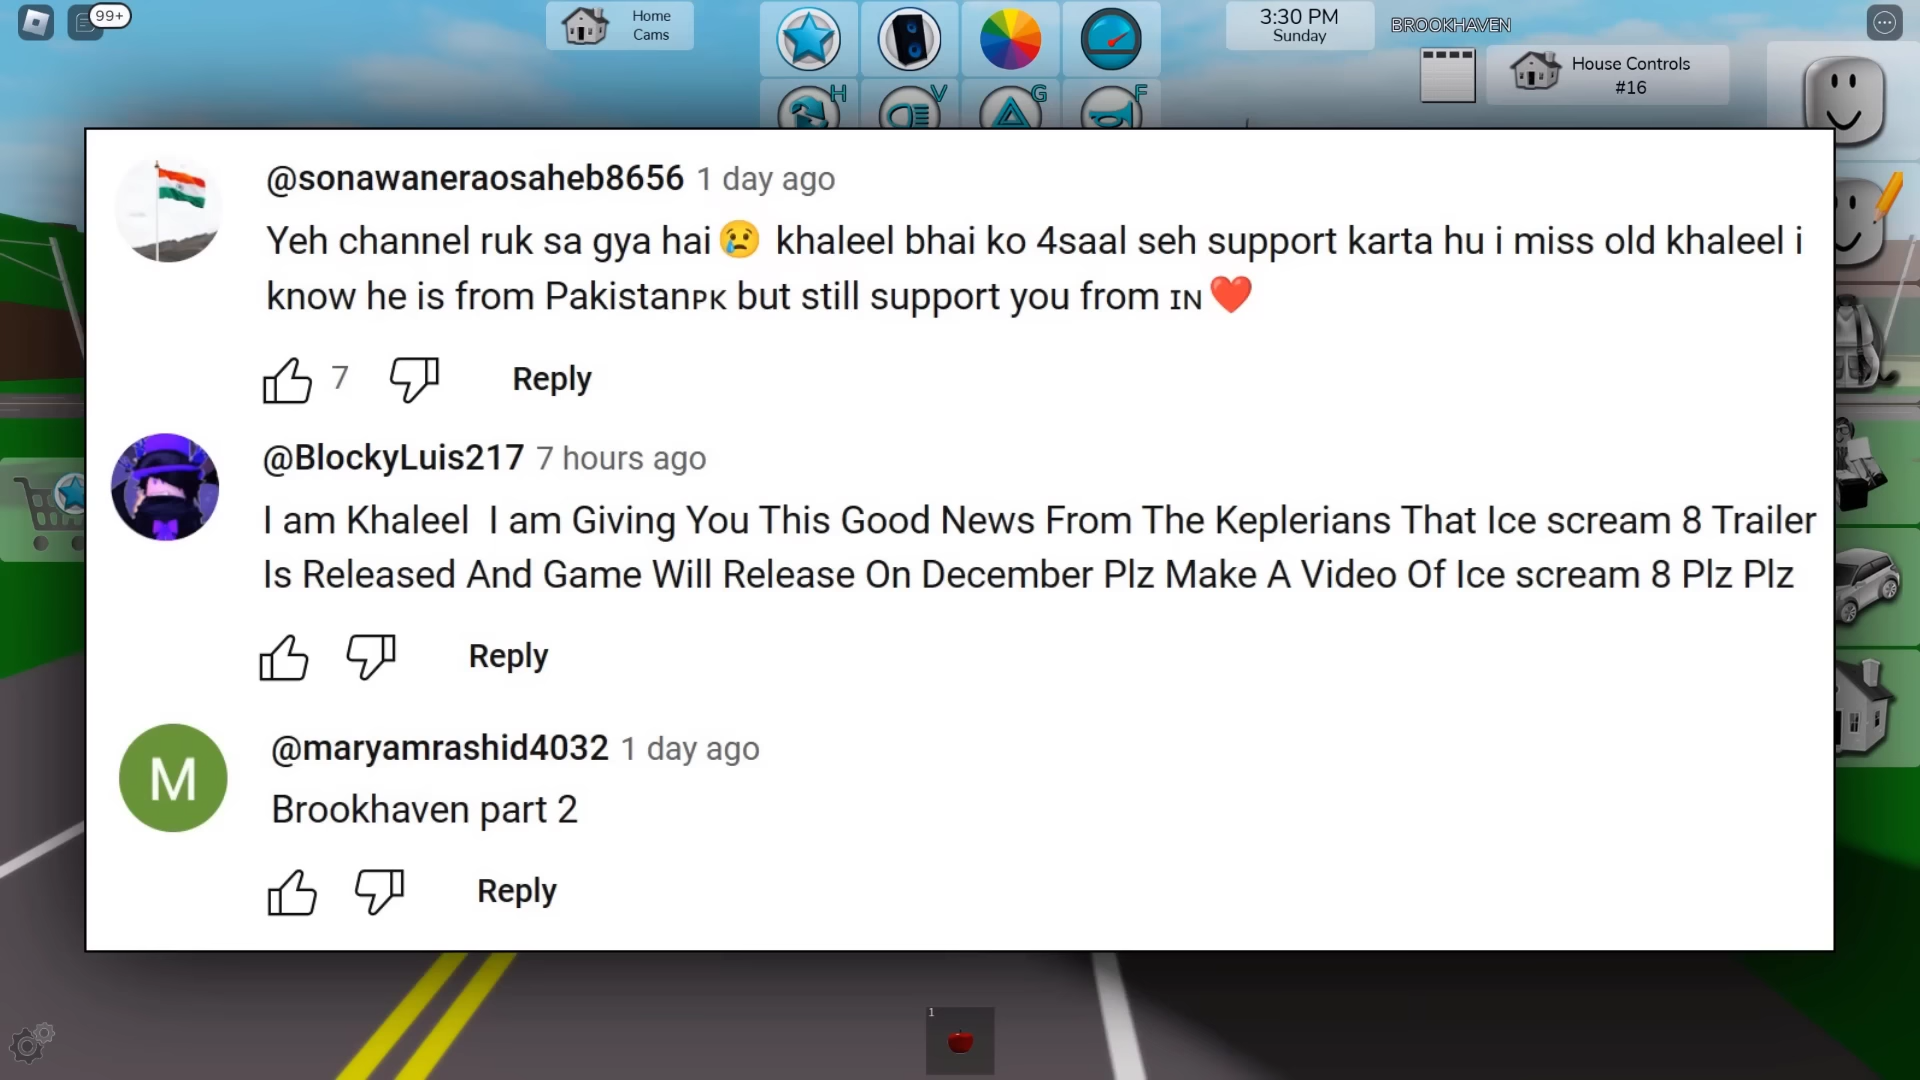 99+
Home
Cams
3:30 PM
Sunday
BROOKHAVEN
House Controls
#16
H
V
G
F
@sonawaneraosaheb8656 1 day ago
Yeh channel ruk sa gya hai😢 khaleel bhai ko 4saal seh support karta hu i miss old khaleel i
know he is from PakistanPK but still support you from IN❤️
7 Reply
@BlockyLuis217 7 hours ago
I am Khaleel I am Giving You This Good News From The Keplerians That Ice scream 8 Trailer
Is Released And Game Will Release On December Plz Make A Video Of Ice scream 8 Plz Plz
Reply
M
@maryamrashid4032 1 day ago
Brookhaven part 2
Reply
1